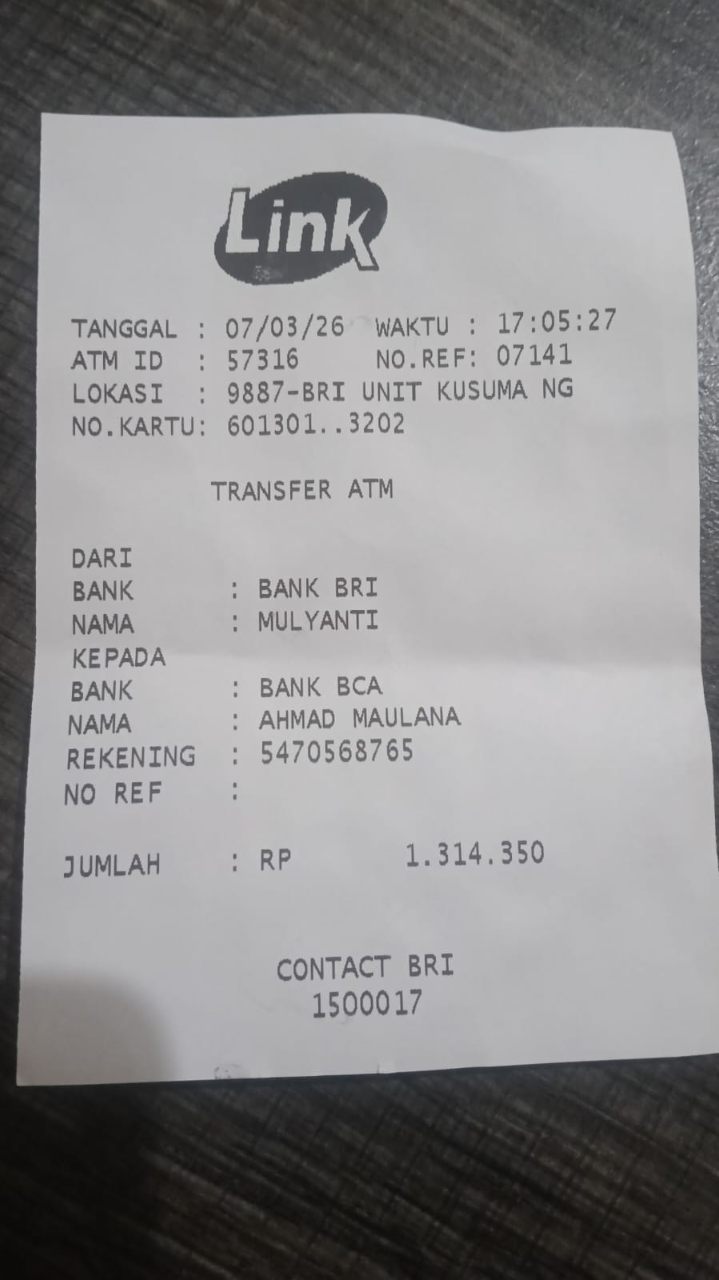 Link
TANGGAL : 07/03/26 WAKTU : 17:05:27
ATM ID : 57316 NO.REF: 07141
LOKASI : 9887-BRI UNIT KUSUMA NG
NO.KARTU: 601301..3202
TRANSFER ATM
DARI
BANK : BANK BRI
NAMA : MULYANTI
KEPADA
BANK : BANK BCA
NAMA : AHMAD MAULANA
REKENING : 5470568765
NO REF :
JUMLAH : RP 1.314.350
CONTACT BRI
1500017